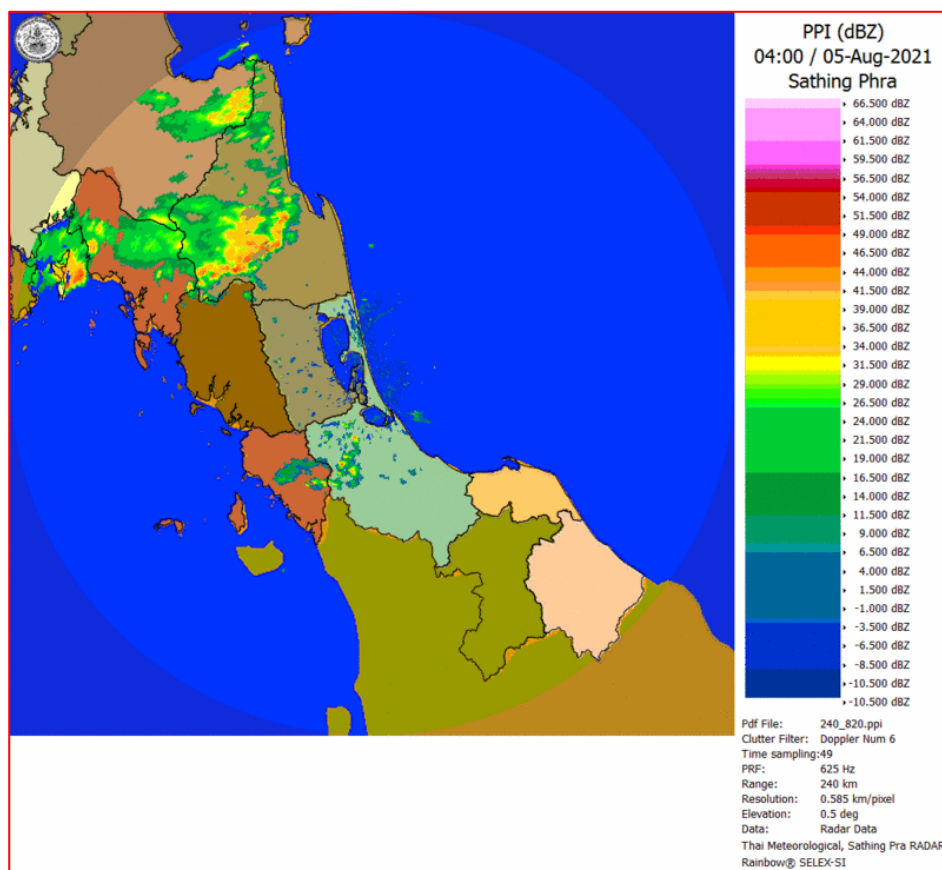 PPI (dBZ)
04:00 / 05-Aug-2021
Sathing Phra
66.500 dBZ
64.000 dBZ
61.500 dBZ
59.500 dBZ
56.500 dBZ
54.000 dBZ
51.500 dBZ
49.000 dBZ
46.500 dBZ
44.000 dBZ
41.500 dBZ
39.000 dBZ
36.500 dBZ
34.000 dBZ
31.500 dBZ
29.000 dBZ
26.500 dBZ
24.000 dBZ
21.500 dBZ
19.000 dBZ
16.500 dBZ
14.000 dBZ
11.500 dBZ
9.000 dBZ
6.500 dBZ
4.000 dBZ
1.500 dBZ
-1.000 dBZ
-3.500 dBZ
-6.500 dBZ
-8.500 dBZ
-10.500 dBZ
-10.500 dBZ
Pdf File: 240_820.ppi
Clutter Filter: Doppler Num 6
Time sampling:49
PRF: 625 Hz
Range: 240 km
Resolution: 0.585 km/pixel
Elevation: 0.5 deg
Data: Radar Data
Thai Meteorological, Sathing Pra RADAR
Rainbow® SELEX-SI